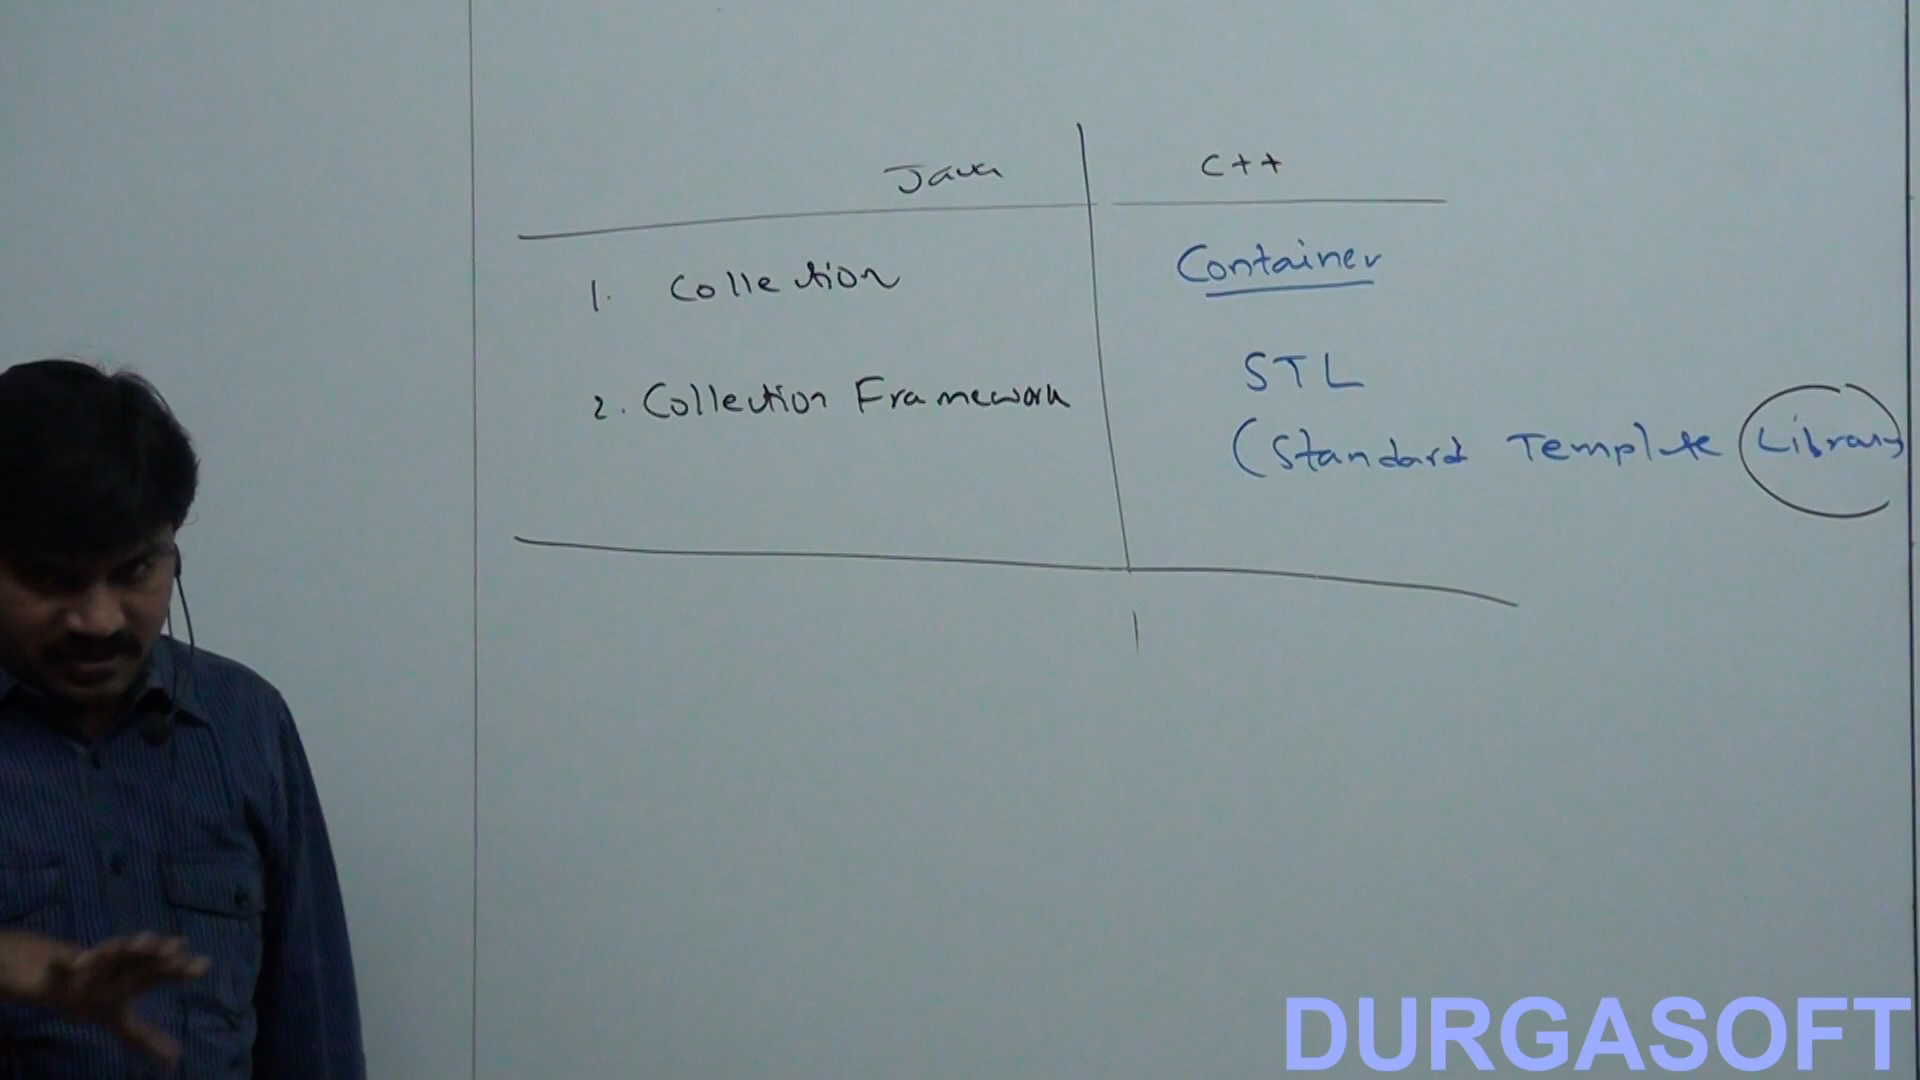 Java C++
1. Collection Container
2. Collection Framework STL
(Standard Template Library
DURGASOFT